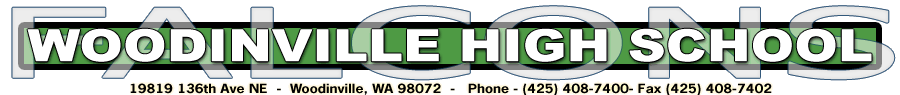 FALCONS
WOODINVILLE HIGH SCHOOL
19819 136th Ave NE - Woodinville, WA 98072 - Phone - (425) 408-7400- Fax (425) 408-7402